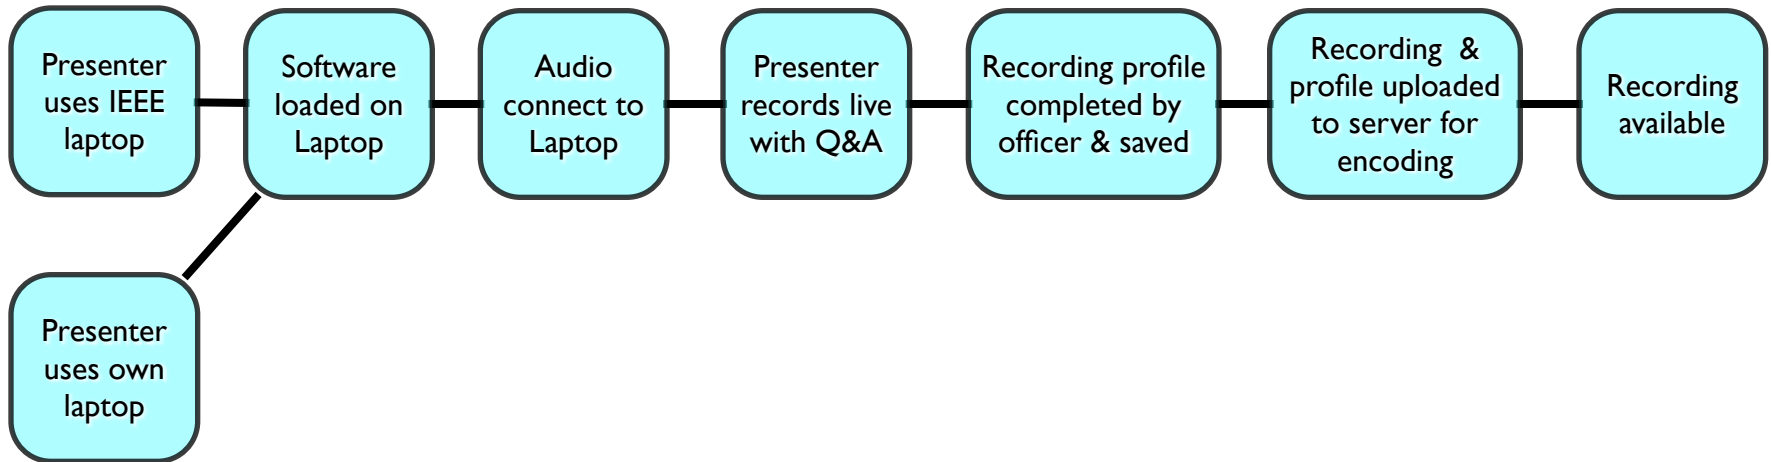 Presenter
uses IEEE
laptop
Software
loaded on
Laptop
Audio
connect to
Laptop
Presenter
records live
with Q&A
Recording profile
completed by
officer & saved
Recording  &
profile uploaded
to server for
encoding
Recording
available
Presenter
uses own
laptop